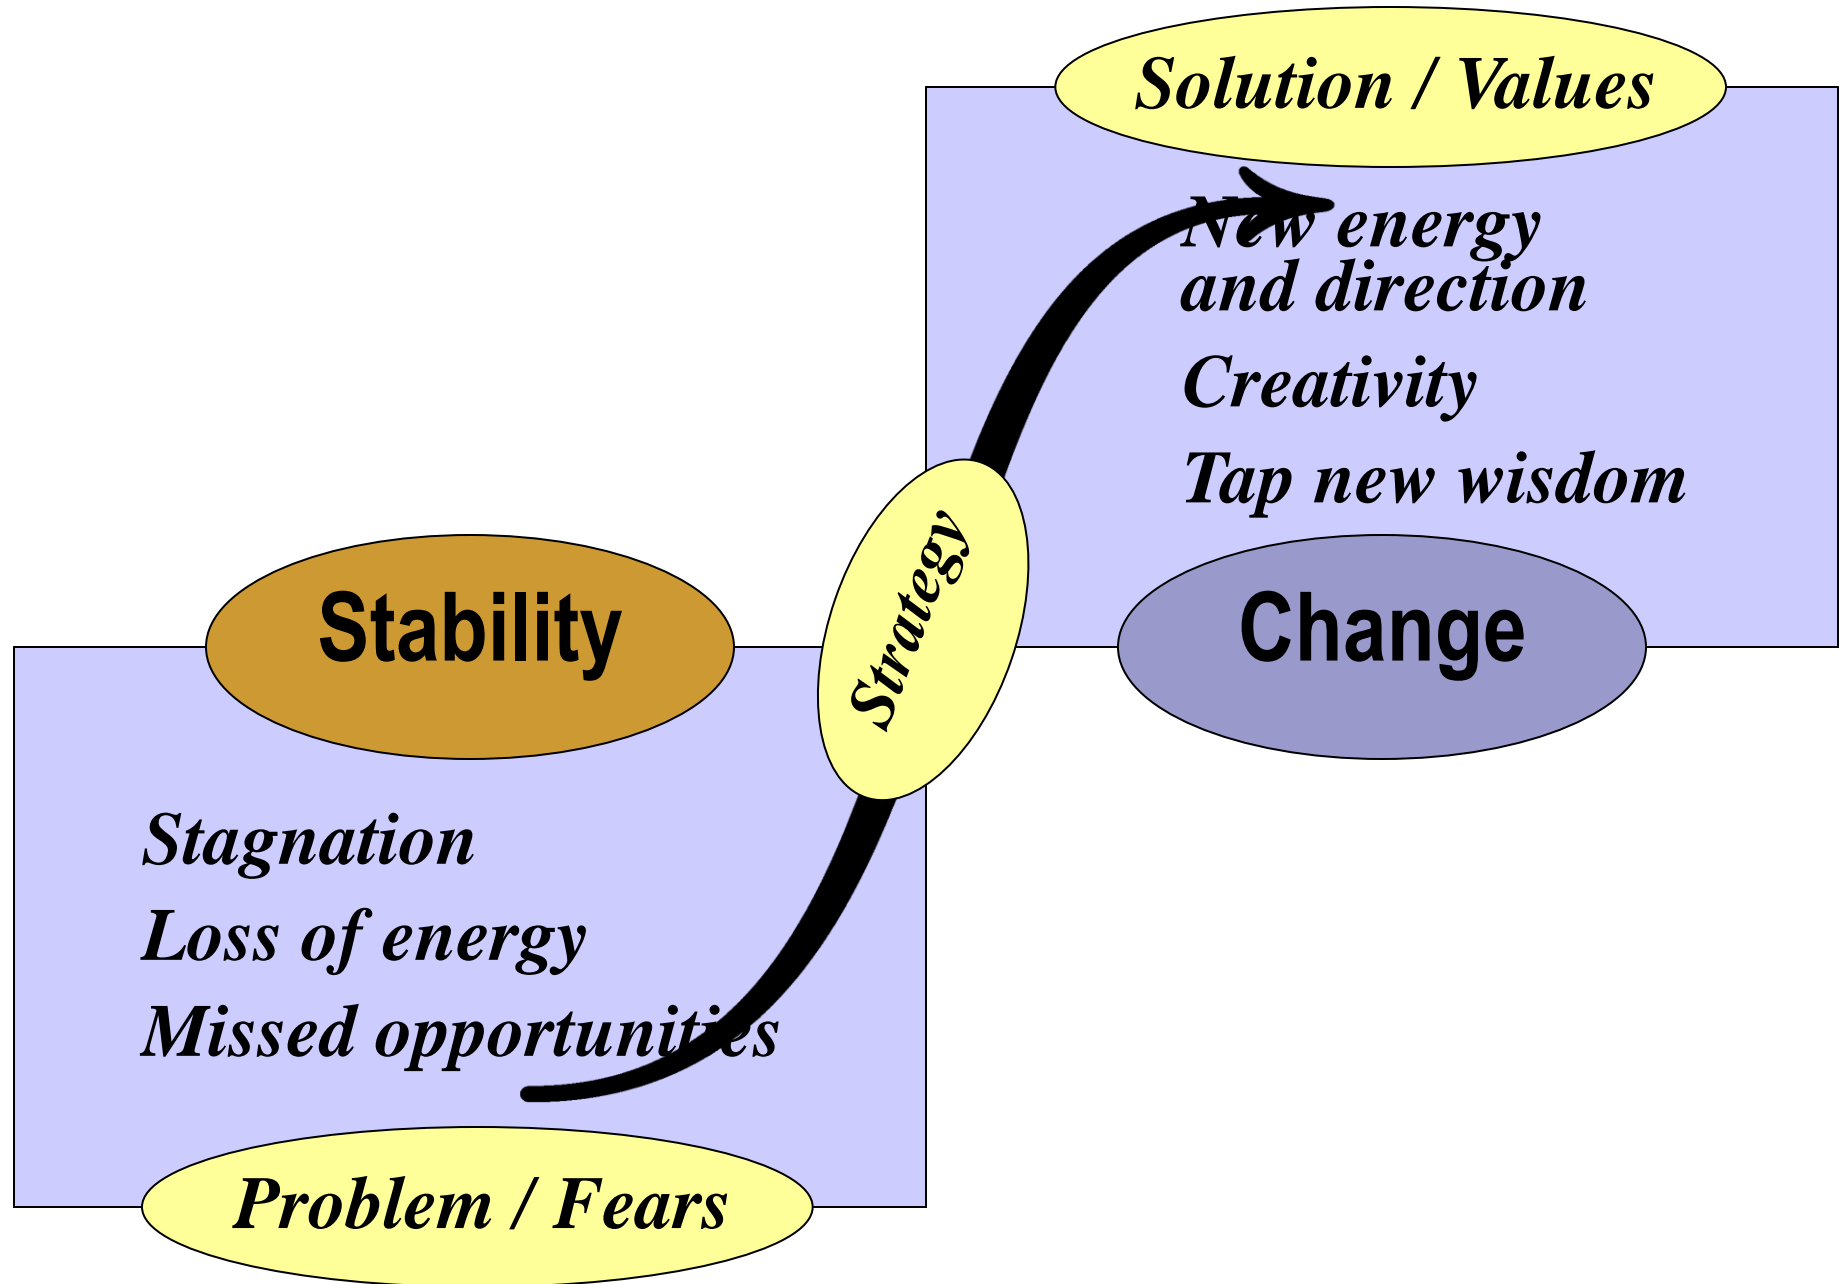 Solution / Values
New energy
and direction
Creativity
Tap new wisdom
Strategy
Stability
Change
Stagnation
Loss of energy
Missed opportunities
Problem / Fears